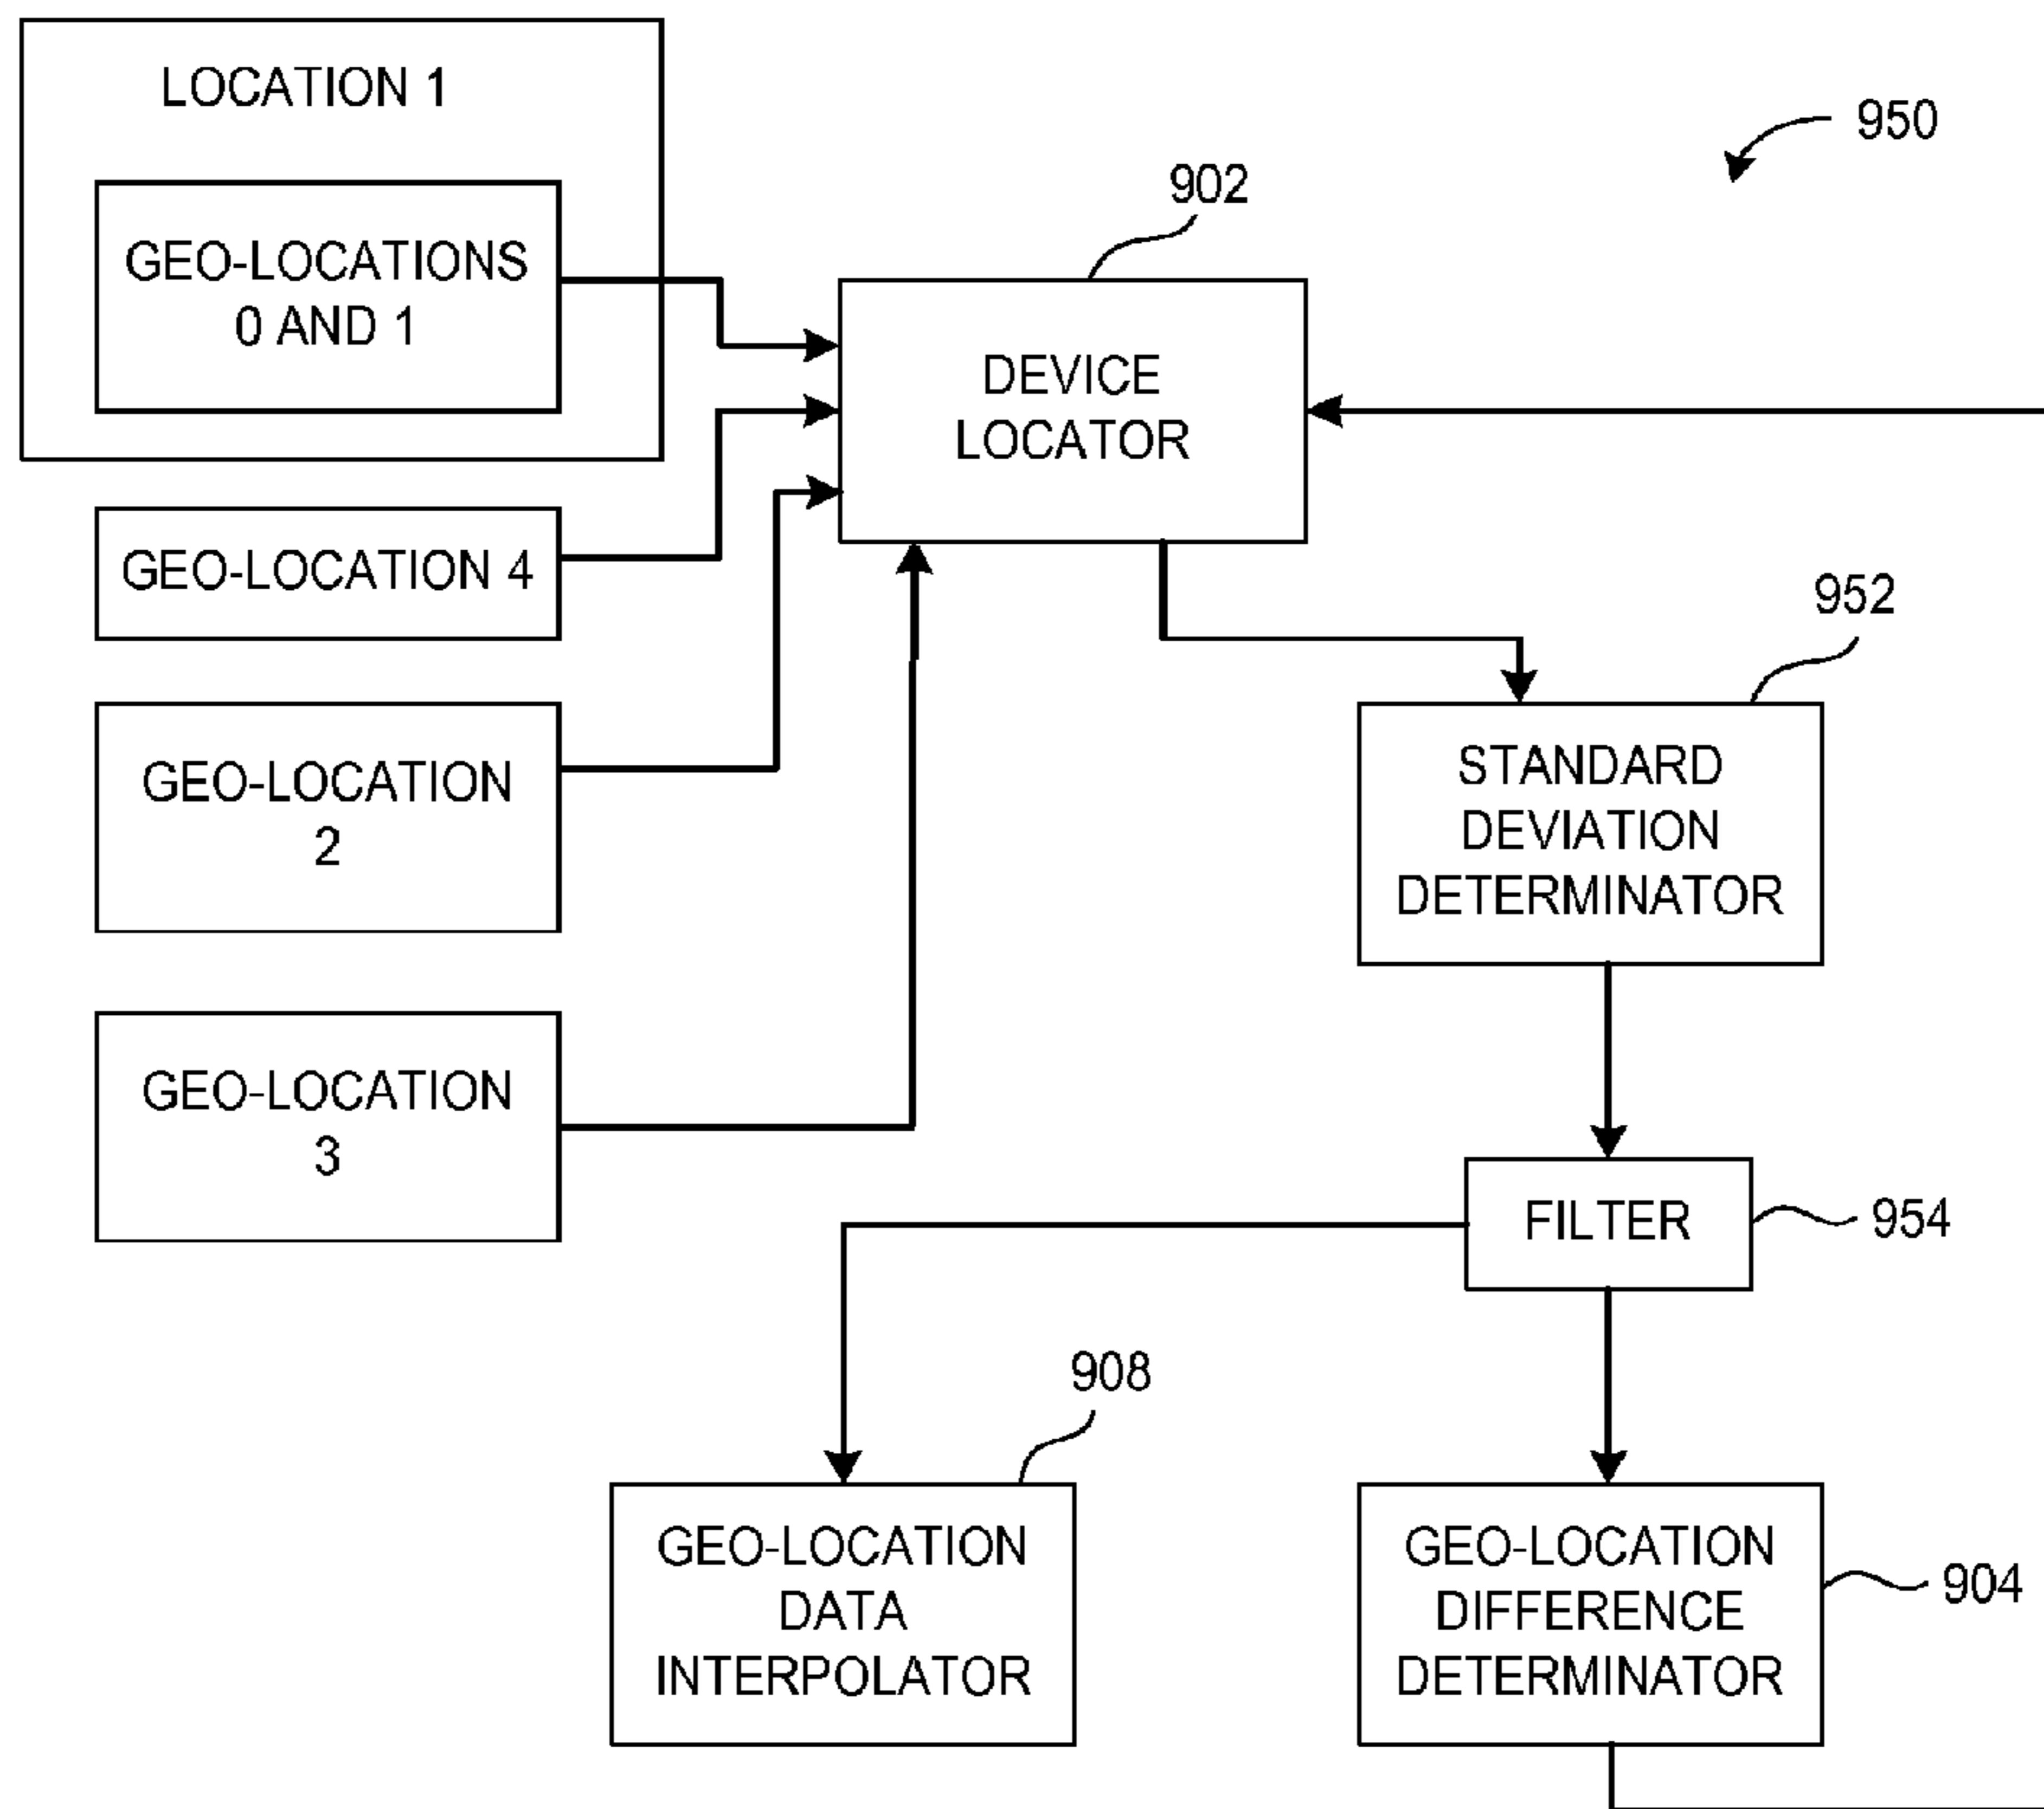 LOCATION 1
950
902
GEO-LOCATIONS
0 AND 1
DEVICE
LOCATOR
GEO-LOCATION 4
952
GEO-LOCATION
2
STANDARD
DEVIATION
DETERMINATOR
GEO-LOCATION
3
FILTER
954
908
GEO-LOCATION
DATA
INTERPOLATOR
GEO-LOCATION
DIFFERENCE
DETERMINATOR
904